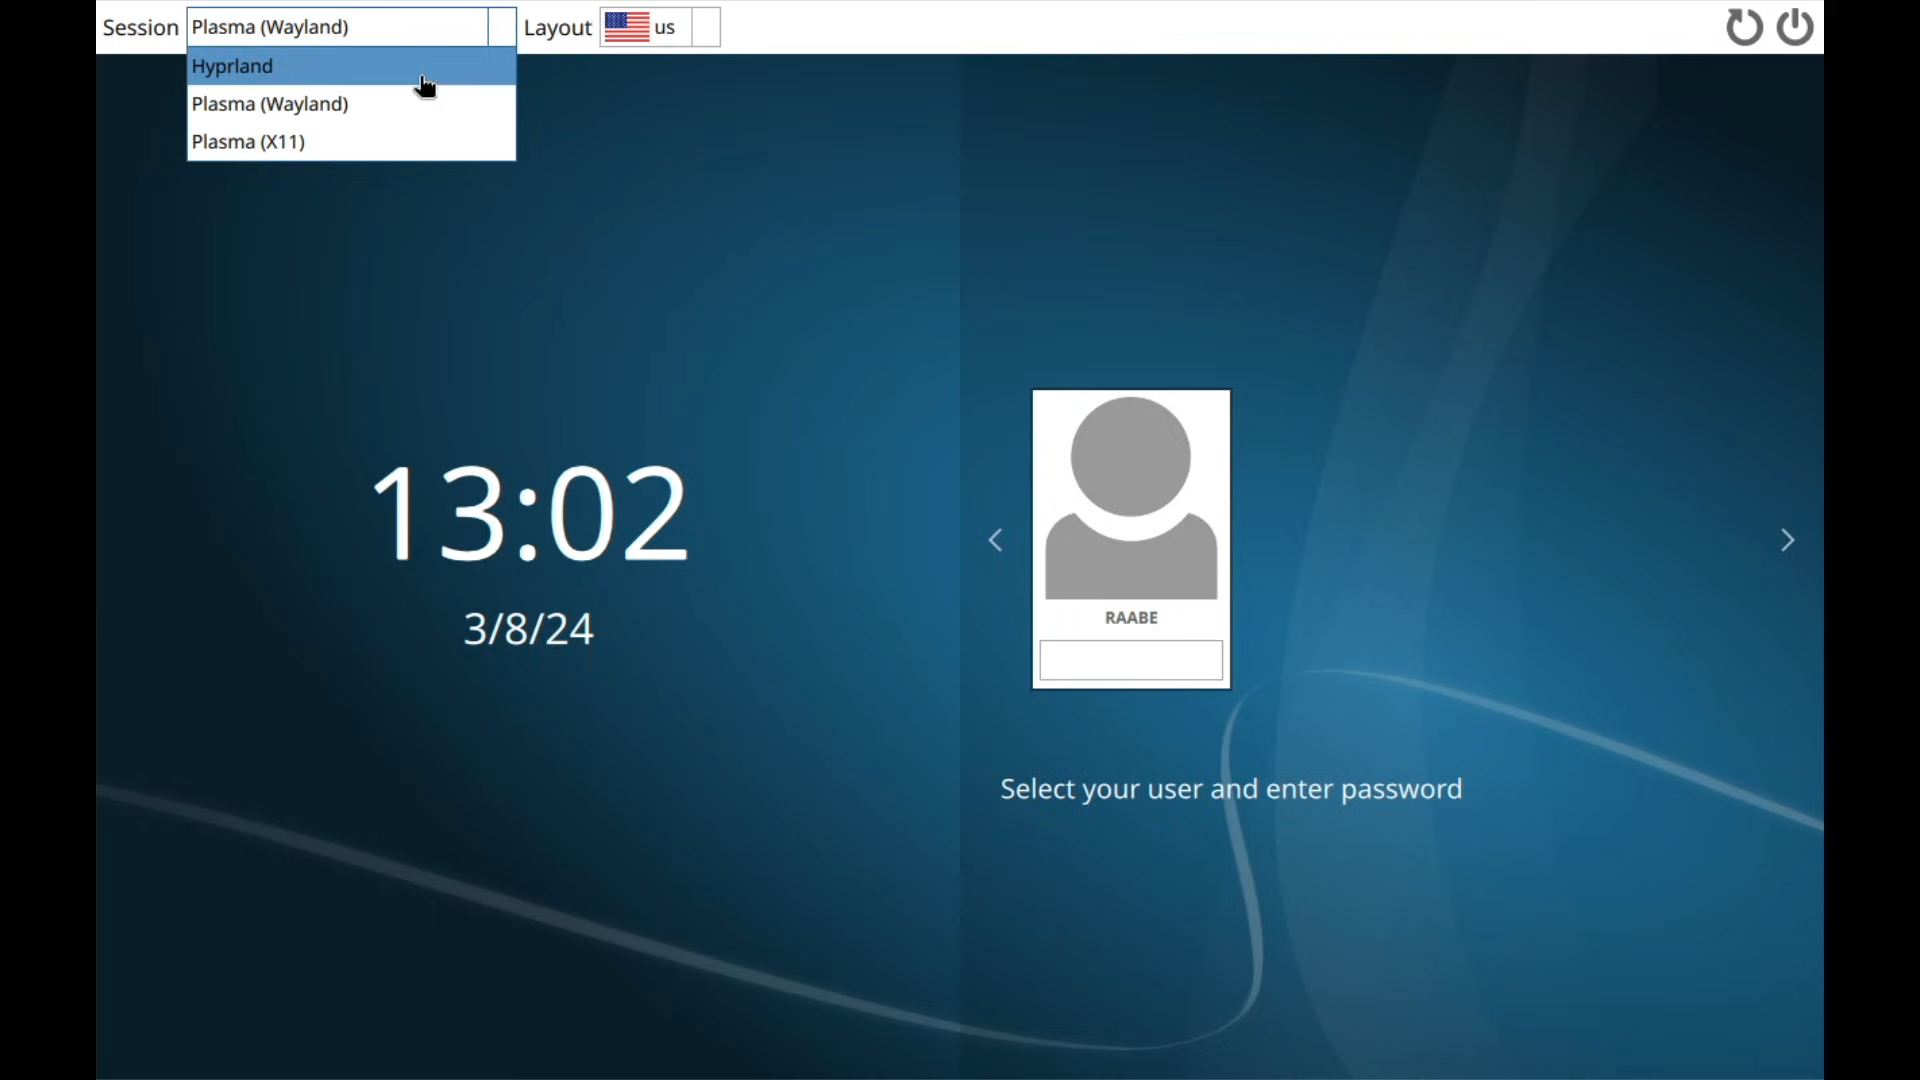 Session Plasma (Wayland) Layout us
Hyprland
Plasma (Wayland)
Plasma (X11)
13:02
3/8/24
RAABE
Select your user and enter password